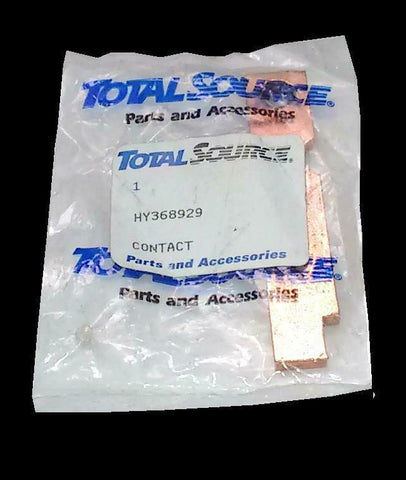 TOTALSOURCE®
Parts and Accessories
TOTALSOURCE®
1
HY368929
CONTACT
Parts and Accessories
TOTALSOURCE®
Parts and Accessories